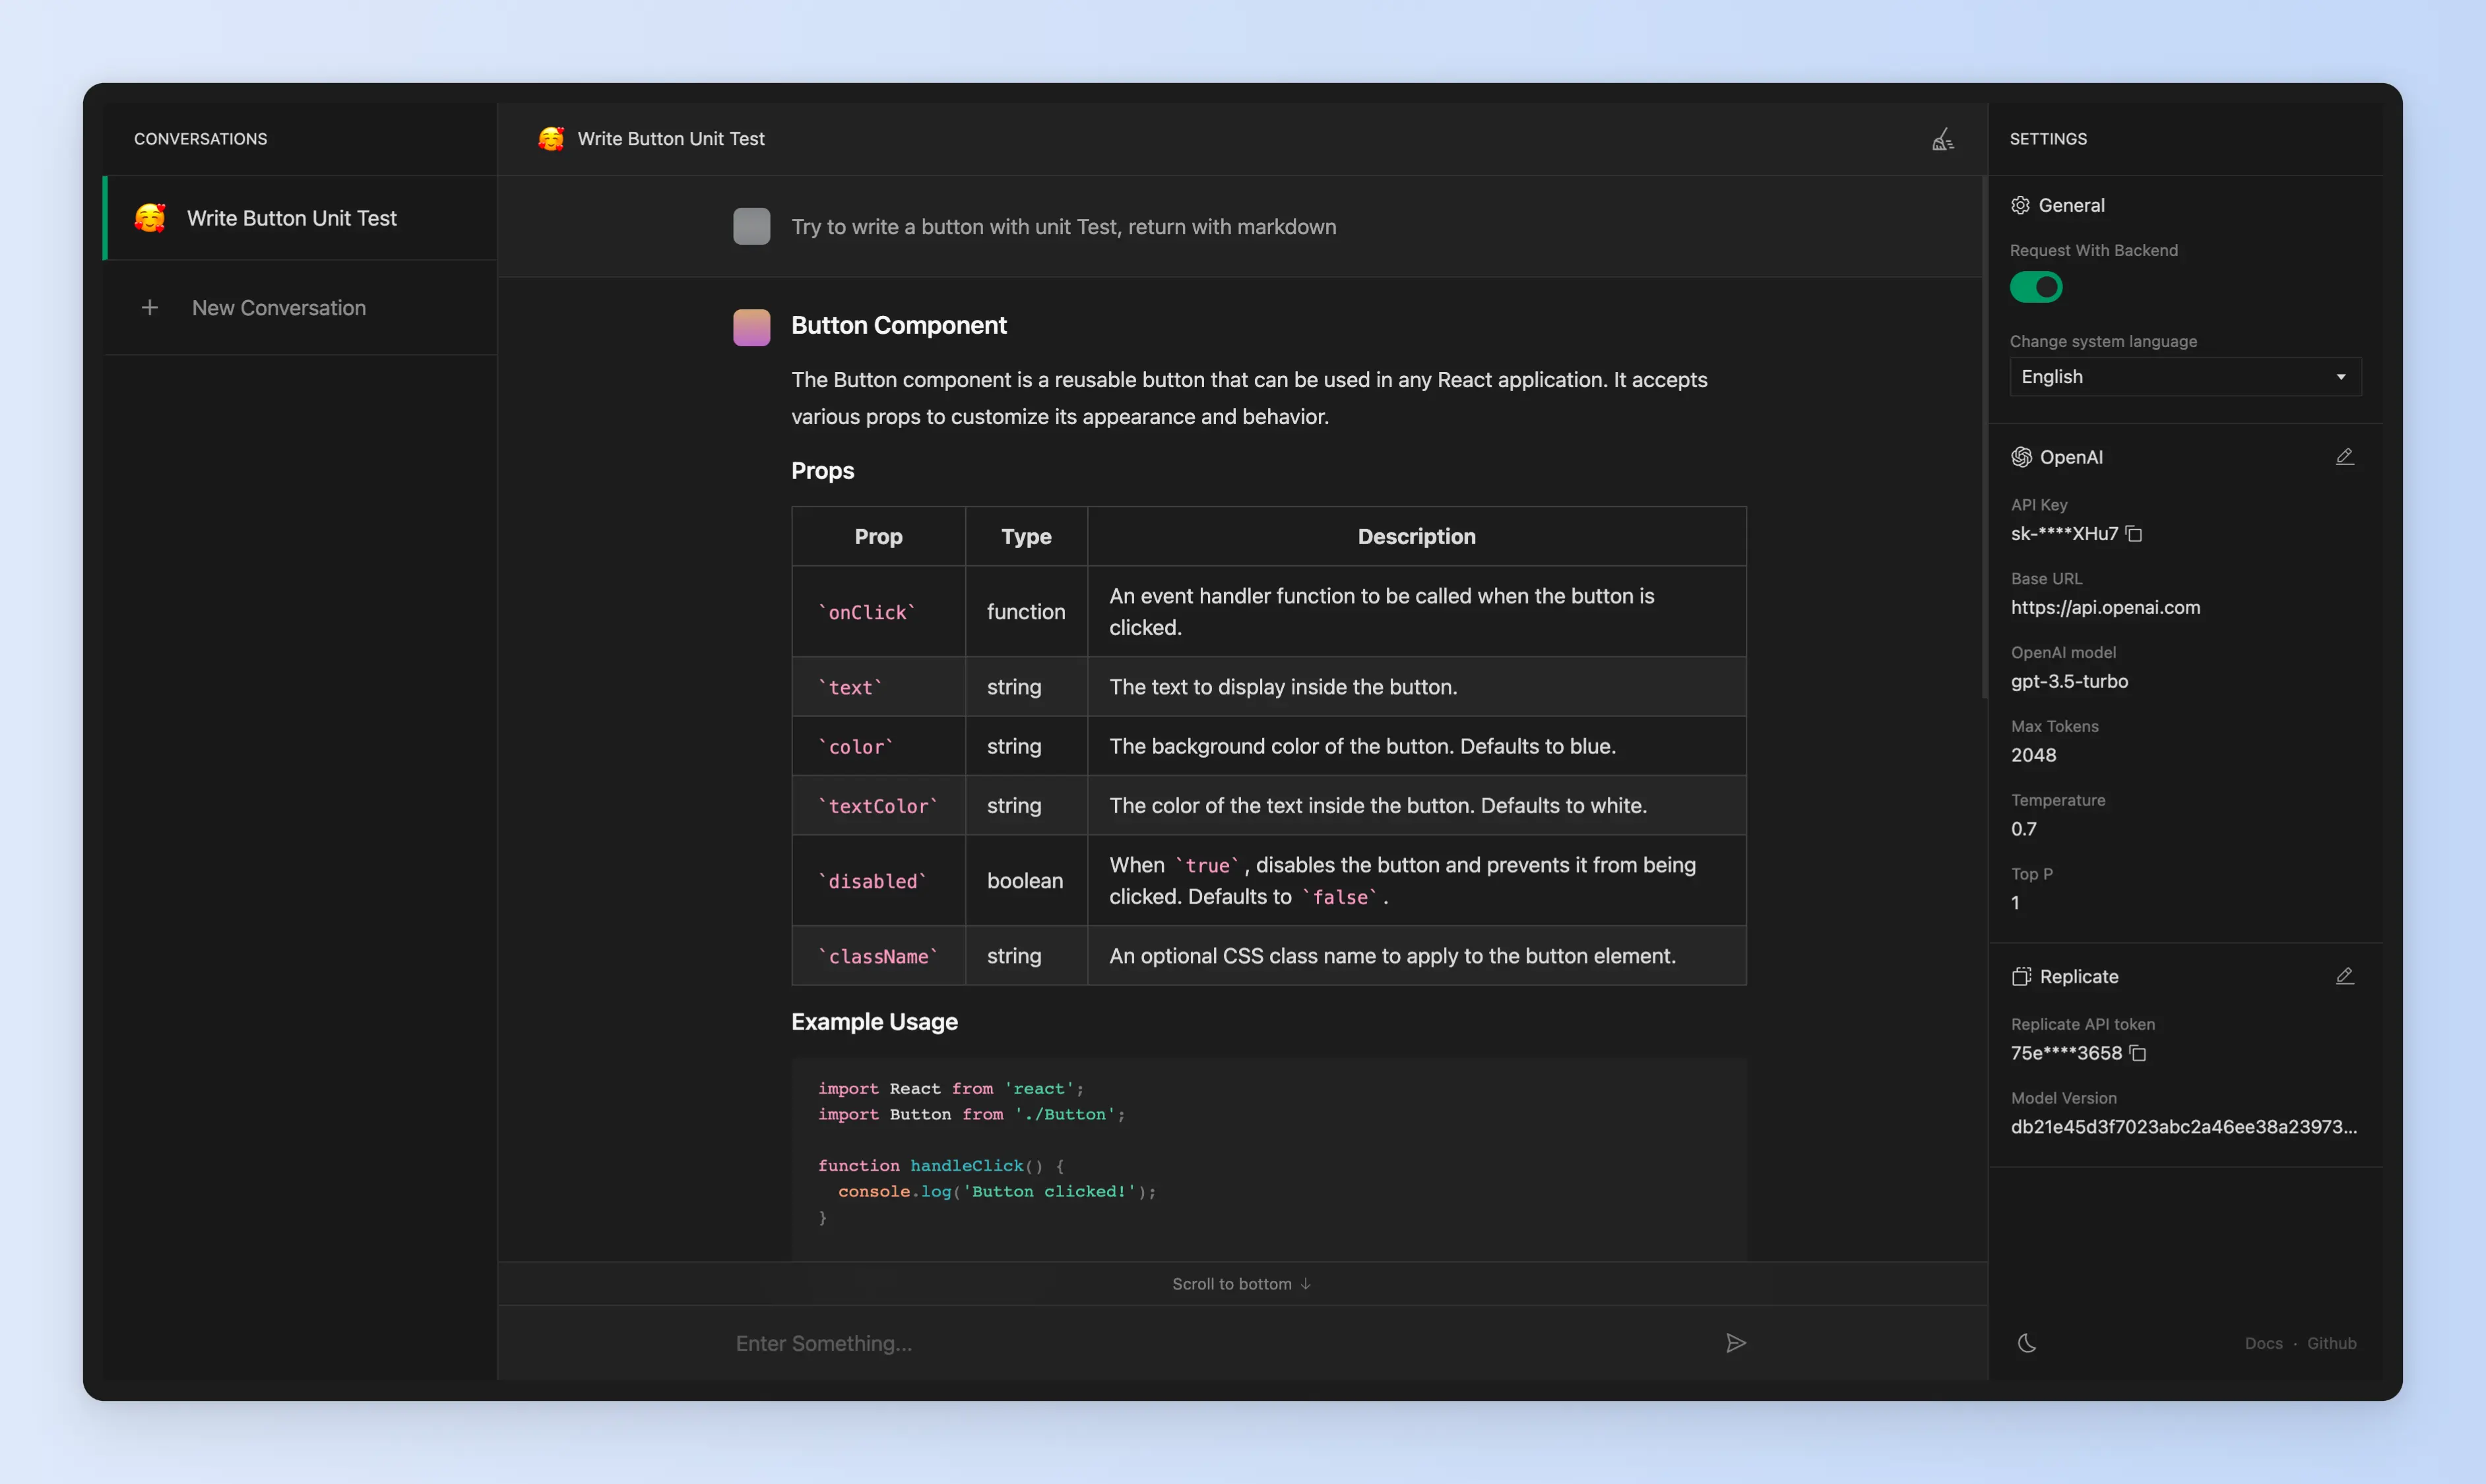 CONVERSATIONS
Write Button Unit Test
New Conversation
Write Button Unit Test
Try to write a button with unit Test, return with markdown
Button Component
The Button component is a reusable button that can be used in any React application. It accepts
various props to customize its appearance and behavior.
Props
Prop Type Description
`onClick` function An event handler function to be called when the button is
clicked.
`text` string The text to display inside the button.
`color` string The background color of the button. Defaults to blue.
`textColor` string The color of the text inside the button. Defaults to white.
`disabled` boolean When `true`, disables the button and prevents it from being
clicked. Defaults to `false`.
`className` string An optional CSS class name to apply to the button element.
Example Usage
import React from 'react';
import Button from './Button';
function handleClick() {
console.log('Button clicked!');
}
Scroll to bottom ↓
Enter Something...
SETTINGS
General
Request With Backend
Change system language
English
OpenAI
API Key
sk-****XHu7
Base URL
https://api.openai.com
OpenAI model
gpt-3.5-turbo
Max Tokens
2048
Temperature
0.7
Top P
1
Replicate
Replicate API token
75e****3658
Model Version
db21e45d3f7023abc2a46ee38a23973...
Docs · Github